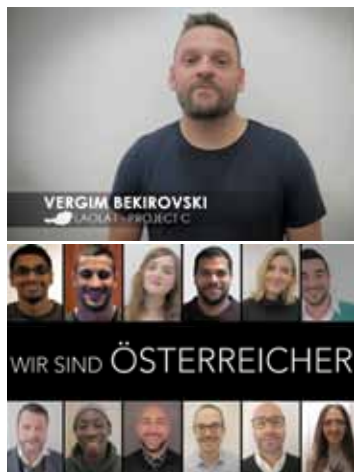 VERGIM BEKIROVSKI
LAOLA1 - PROJECT C
WIR SIND ÖSTERREICHER